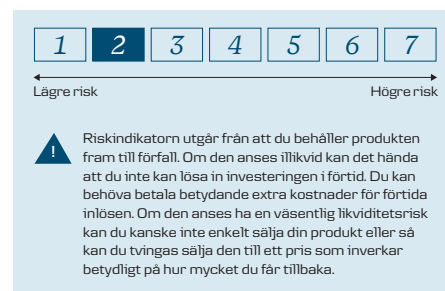 1 2 3 4 5 6 7
Lägre risk Högre risk
! Riskindikatorn utgår från att du behåller produkten
fram till förfall. Om den anses illikvid kan det hända
att du inte kan lösa in investeringen i förtid. Du kan
behöva betala betydande extra kostnader för förtida
inlösen. Om den anses ha en väsentlig likviditetsrisk
kan du kanske inte enkelt sälja din produkt eller så
kan du tvingas sälja den till ett pris som inverkar
betydligt på hur mycket du får tillbaka.